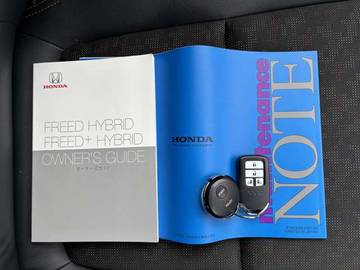 HONDA
FREED HYBRID
FREED+ HYBRID
OWNER'S GUIDE
オーナーズガイド
HONDA
maintenance
NOTE